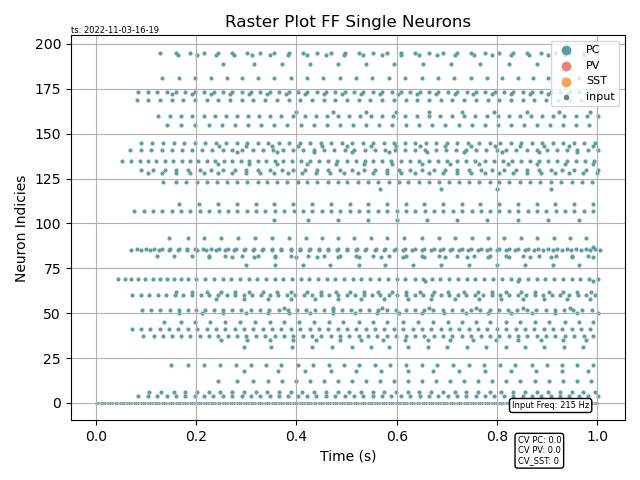 Raster Plot FF Single Neurons
ts: 2022-11-03-16-19
200
175
150
125
100
75
50
25
0
Neuron Indicies
0.0 0.2 0.4 0.6 0.8 1.0
Time (s)
PC
PV
SST
input
Input Freq: 215 Hz
CV PC: 0.0
CV PV: 0.0
CV_SST: 0